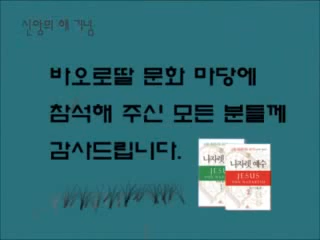 신앙의 해 기념
바오로딸 문화 마당에
참석해 주신 모든 분들께
감사드립니다.
나자렛 예수
JESUS
나자렛 예수
JESUS